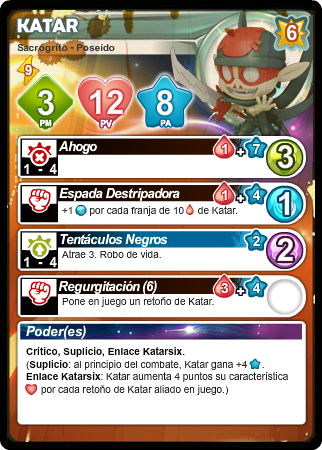 KATAR
6
Sacrogrito - Poseído
9
3
PM
12
PV
8
PA
Ahogo
1 + 7
3
1 - 4
Espada Destripadora
1 + 4
1
+1 por cada franja de 10 de Katar.
Tentáculos Negros
2
2
1 - 4
Atrae 3. Robo de vida.
Regurgitación (6)
3 + 4
Pone en juego un retoño de Katar.
Poder(es)
Crítico, Suplicio, Enlace Katarsix.
(Suplicio: al principio del combate, Katar gana +4 .
Enlace Katarsix: Katar aumenta 4 puntos su característica
por cada retoño de Katar aliado en juego.)